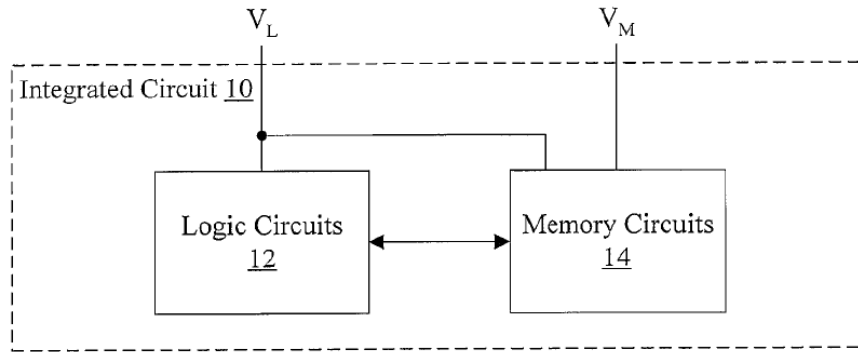 V_L
V_M
Integrated Circuit 10
Logic Circuits
12
Memory Circuits
14